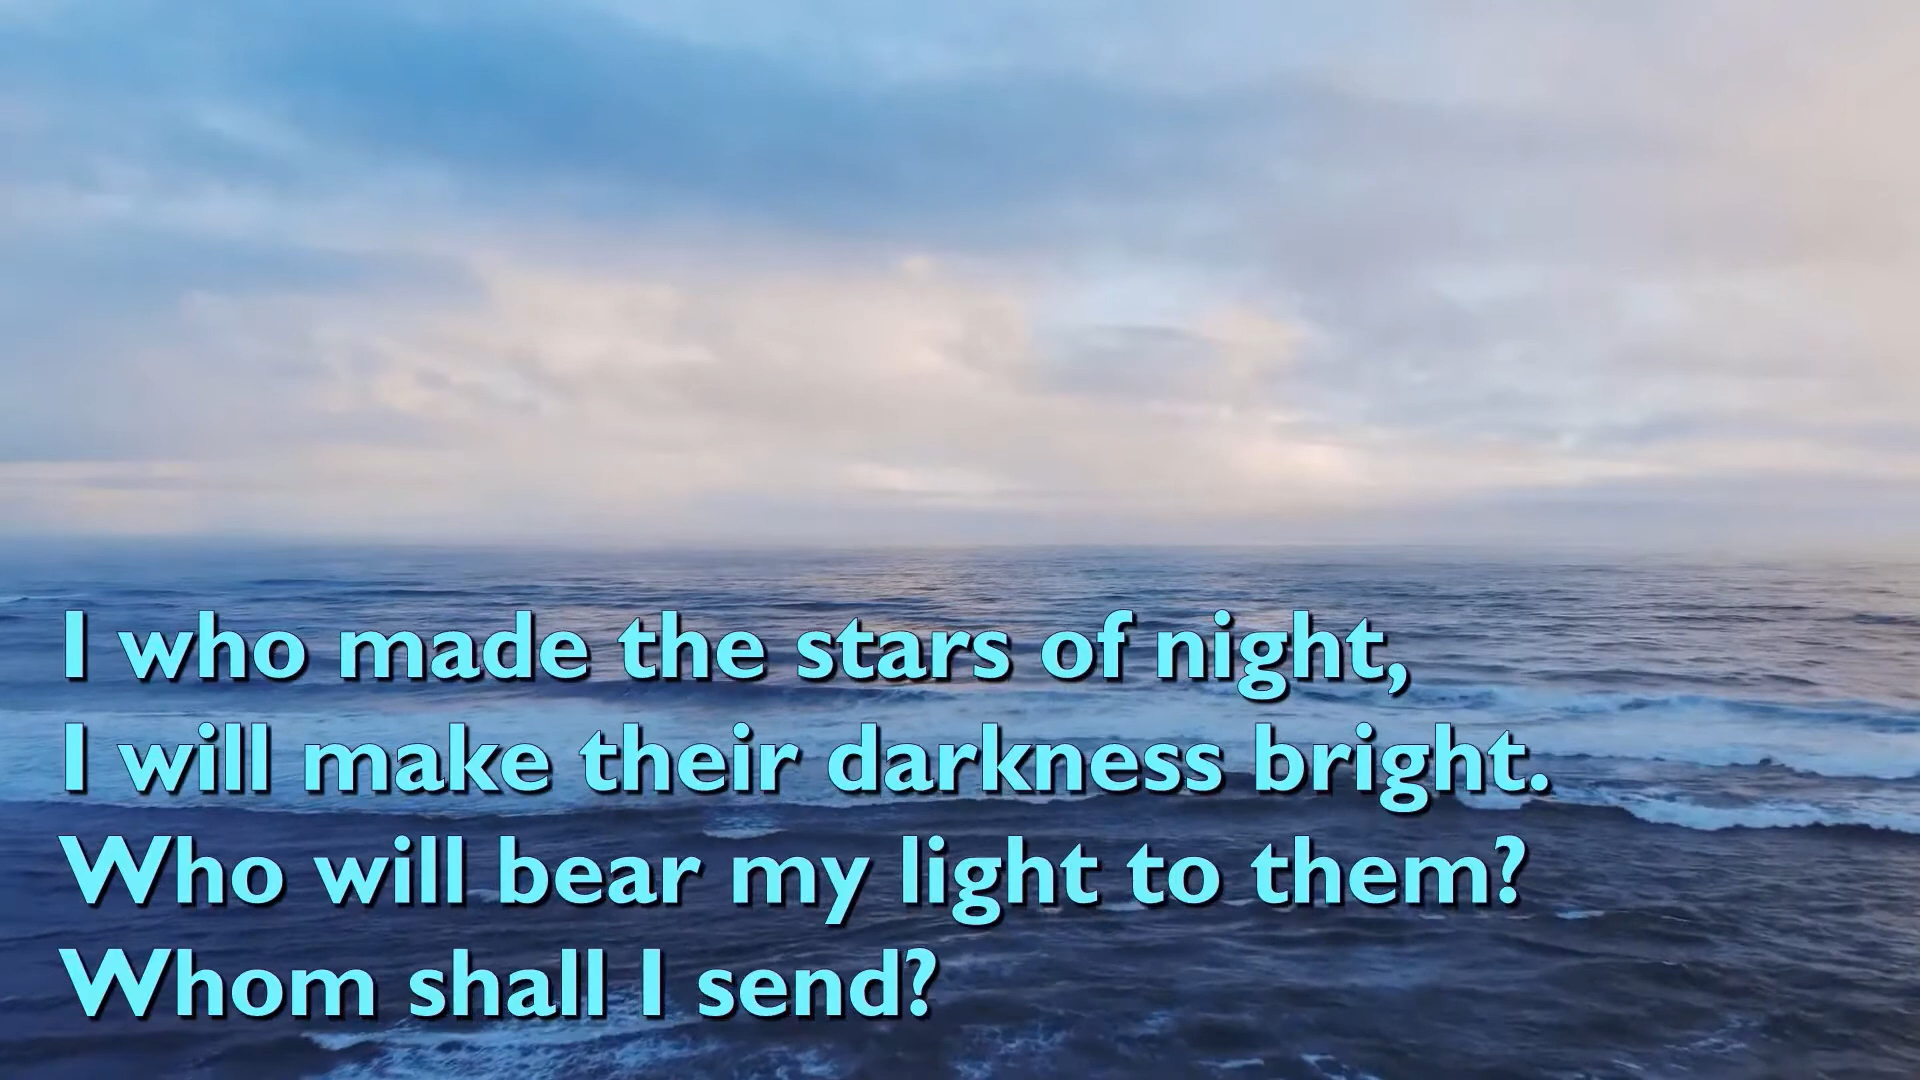 I who made the stars of night,
I will make their darkness bright.
Who will bear my light to them?
Whom shall I send?